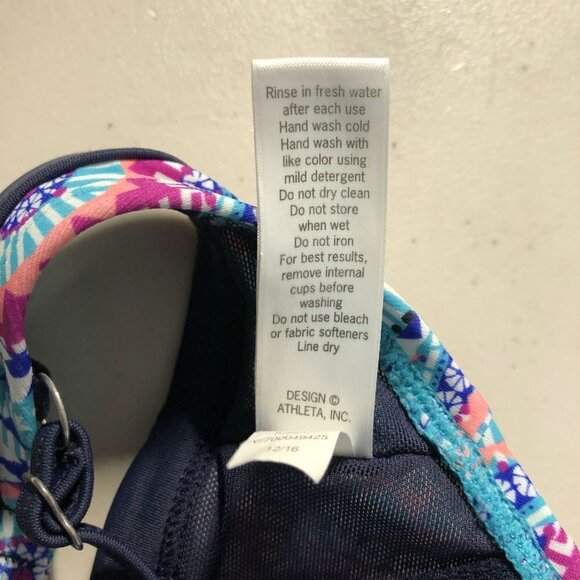 Rinse in fresh water
after each use
Hand wash cold
Hand wash with
like color using
mild detergent
Do not dry clean
Do not store
when wet
Do not iron
For best results,
remove internal
cups before
washing
Do not use bleach
or fabric softeners
Line dry
DESIGN ©
ATHLETA, INC.
12/16